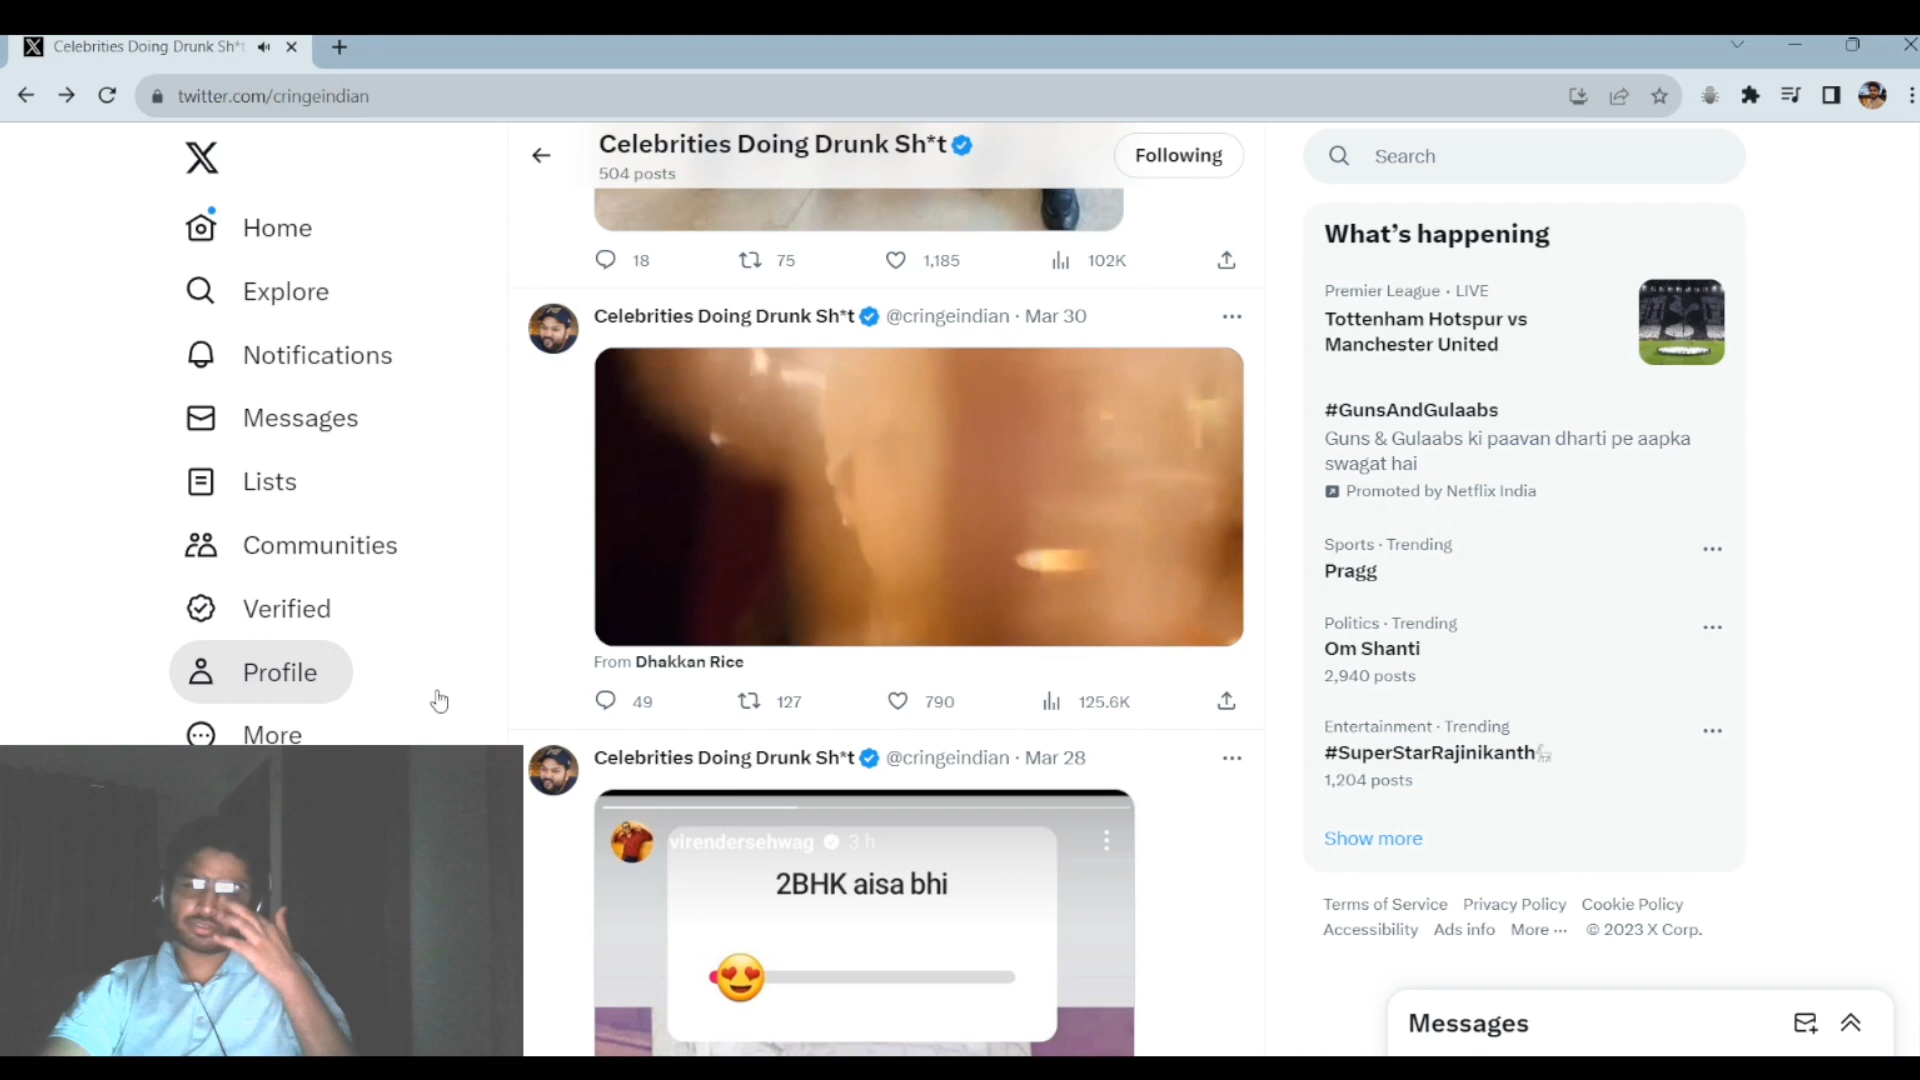 Celebrities Doing Drunk Sh*t
twitter.com/cringeindian
Home
Explore
Notifications
Messages
Lists
Communities
Verified
Profile
More
Celebrities Doing Drunk Sh*t
504 posts
Following
18 75 1,185 102K
Celebrities Doing Drunk Sh*t @cringeindian · Mar 30
From Dhakkan Rice
49 127 790 125.6K
Celebrities Doing Drunk Sh*t @cringeindian · Mar 28
virendersehwag 3 h
2BHK aisa bhi
Search
What's happening
Premier League · LIVE
Tottenham Hotspur vs
Manchester United
#GunsAndGulaabs
Guns & Gulaabs ki paavan dharti pe aapka
swagat hai
Promoted by Netflix India
Sports · Trending
Pragg
Politics · Trending
Om Shanti
2,940 posts
Entertainment · Trending
#SuperStarRajinikanth
1,204 posts
Show more
Terms of Service Privacy Policy Cookie Policy
Accessibility Ads info More ··· © 2023 X Corp.
Messages